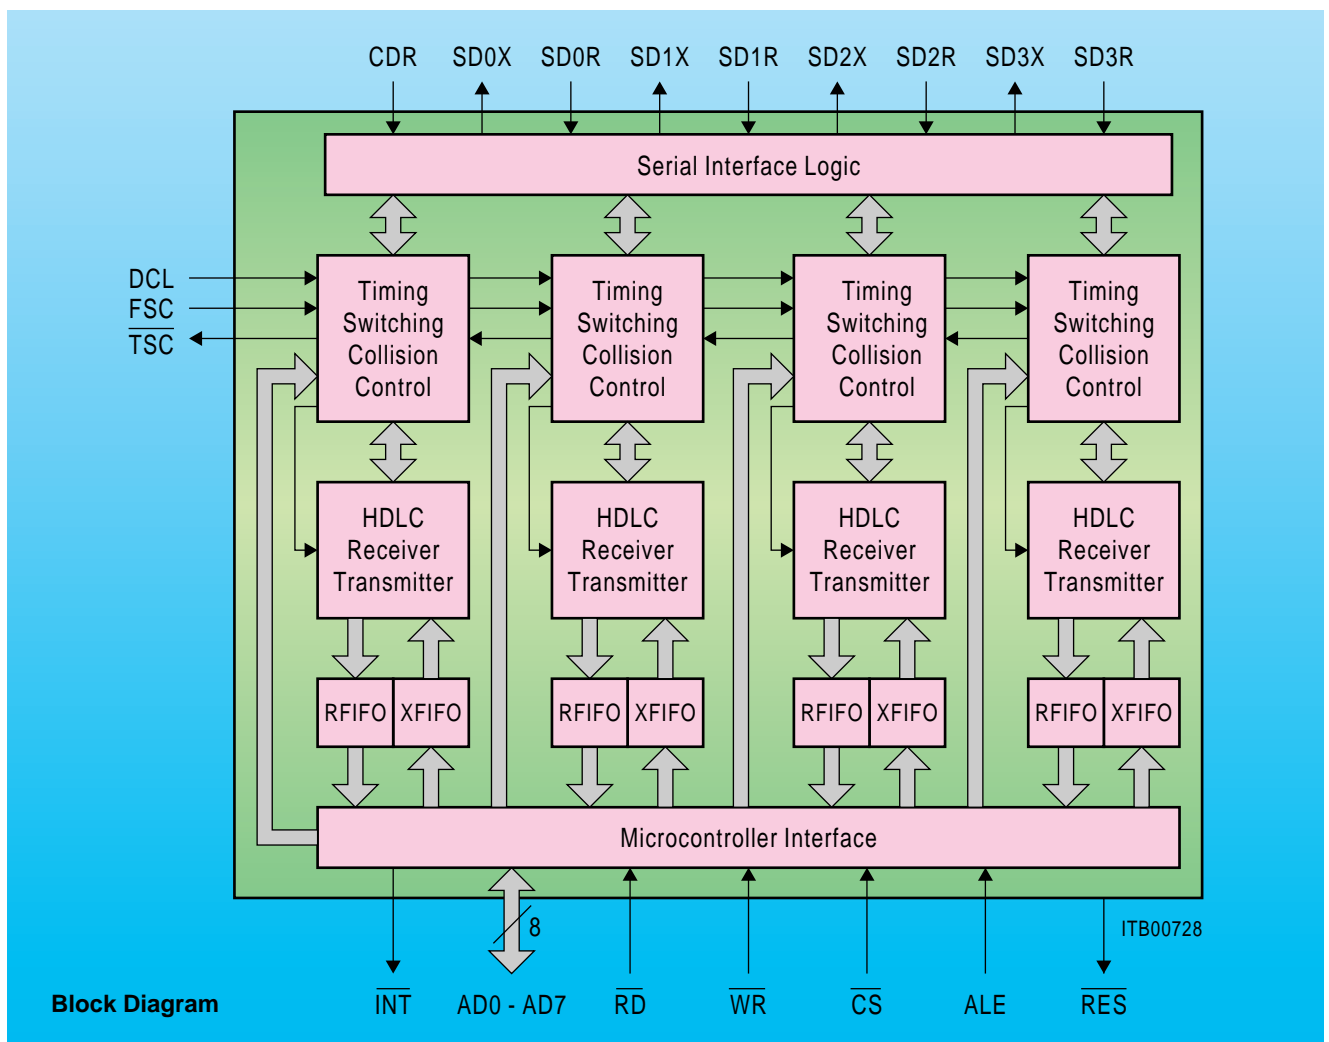 CDR SD0X SD0R SD1X SD1R SD2X SD2R SD3X SD3R
Serial Interface Logic
DCL
FSC
TSC
Timing Switching Collision Control
Timing Switching Collision Control
Timing Switching Collision Control
Timing Switching Collision Control
HDLC Receiver Transmitter
HDLC Receiver Transmitter
HDLC Receiver Transmitter
HDLC Receiver Transmitter
RFIFO XFIFO RFIFO XFIFO RFIFO XFIFO RFIFO XFIFO
Microcontroller Interface
8
ITB00728
Block Diagram
INT AD0 - AD7 RD WR CS ALE RES